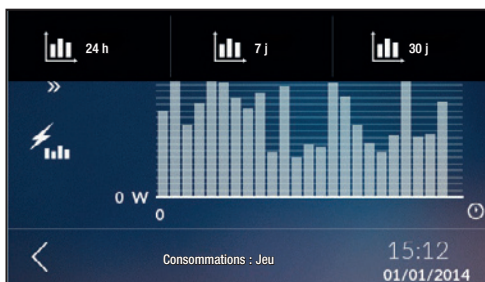 24 h 7 j 30 j
»
0 W
0
Consommations : Jeu
15:12
01/01/2014